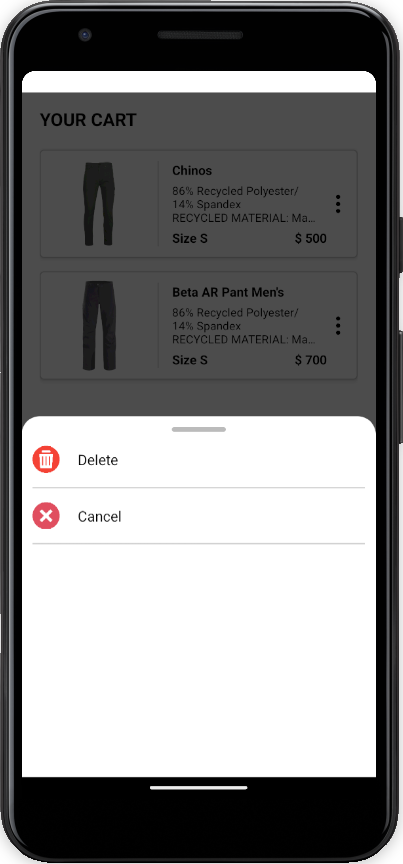 YOUR CART
Chinos
86% Recycled Polyester/
14% Spandex
RECYCLED MATERIAL: Ma...
Size S $ 500
Beta AR Pant Men's
86% Recycled Polyester/
14% Spandex
RECYCLED MATERIAL: Ma...
Size S $ 700
Delete
Cancel